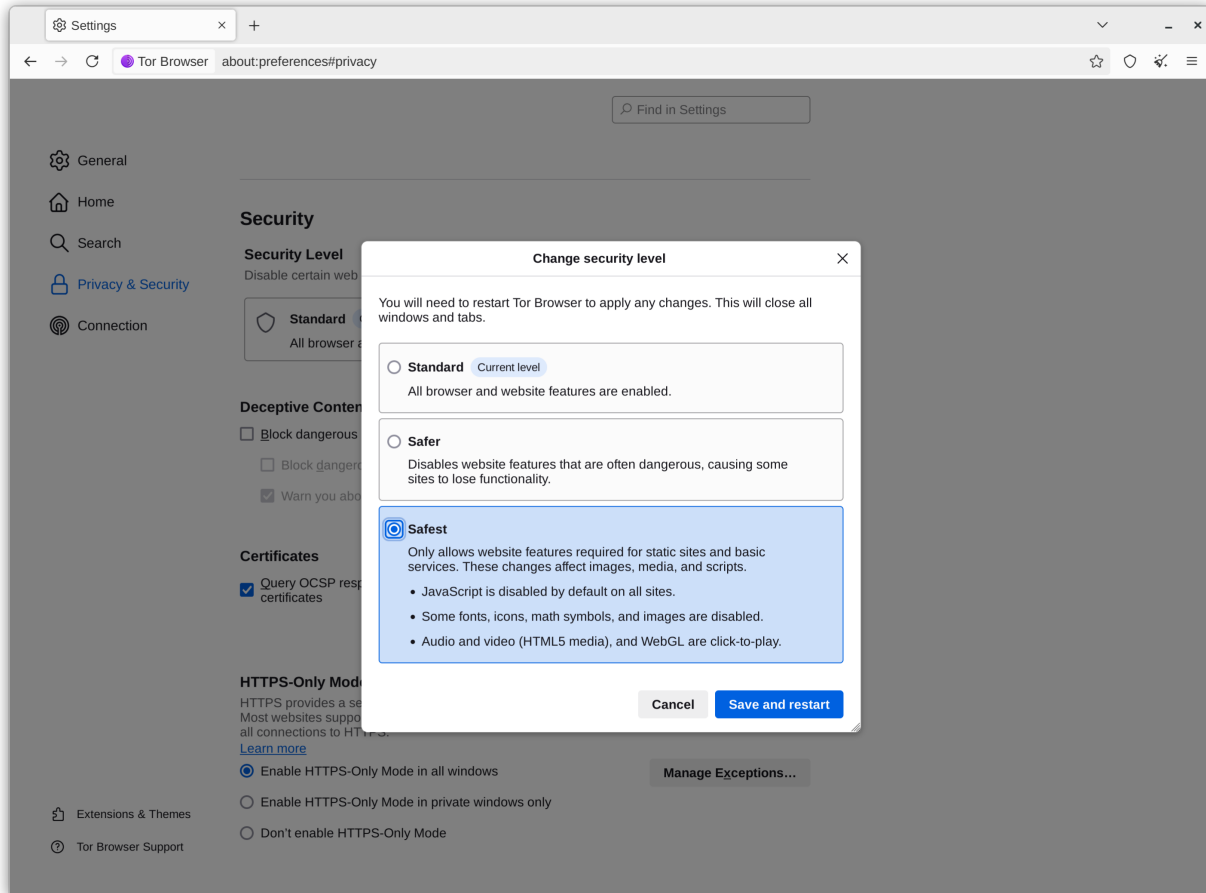 Settings
Tor Browser
about:preferences#privacy
Find in Settings
General
Home
Search
Privacy & Security
Connection
Extensions & Themes
Tor Browser Support
Security
Security Level
Disable certain web
Standard
All browser
Deceptive Conten
Block dangerous
Block dangero
Warn you abo
Certificates
Query OCSP resp
certificates
HTTPS-Only Mode
HTTPS provides a se
Most websites suppo
all connections to HTTPS.
Learn more
Enable HTTPS-Only Mode in all windows
Manage Exceptions…
Enable HTTPS-Only Mode in private windows only
Don’t enable HTTPS-Only Mode
Change security level
You will need to restart Tor Browser to apply any changes. This will close all
windows and tabs.
Standard Current level
All browser and website features are enabled.
Safer
Disables website features that are often dangerous, causing some
sites to lose functionality.
Safest
Only allows website features required for static sites and basic
services. These changes affect images, media, and scripts.
• JavaScript is disabled by default on all sites.
• Some fonts, icons, math symbols, and images are disabled.
• Audio and video (HTML5 media), and WebGL are click-to-play.
Cancel
Save and restart